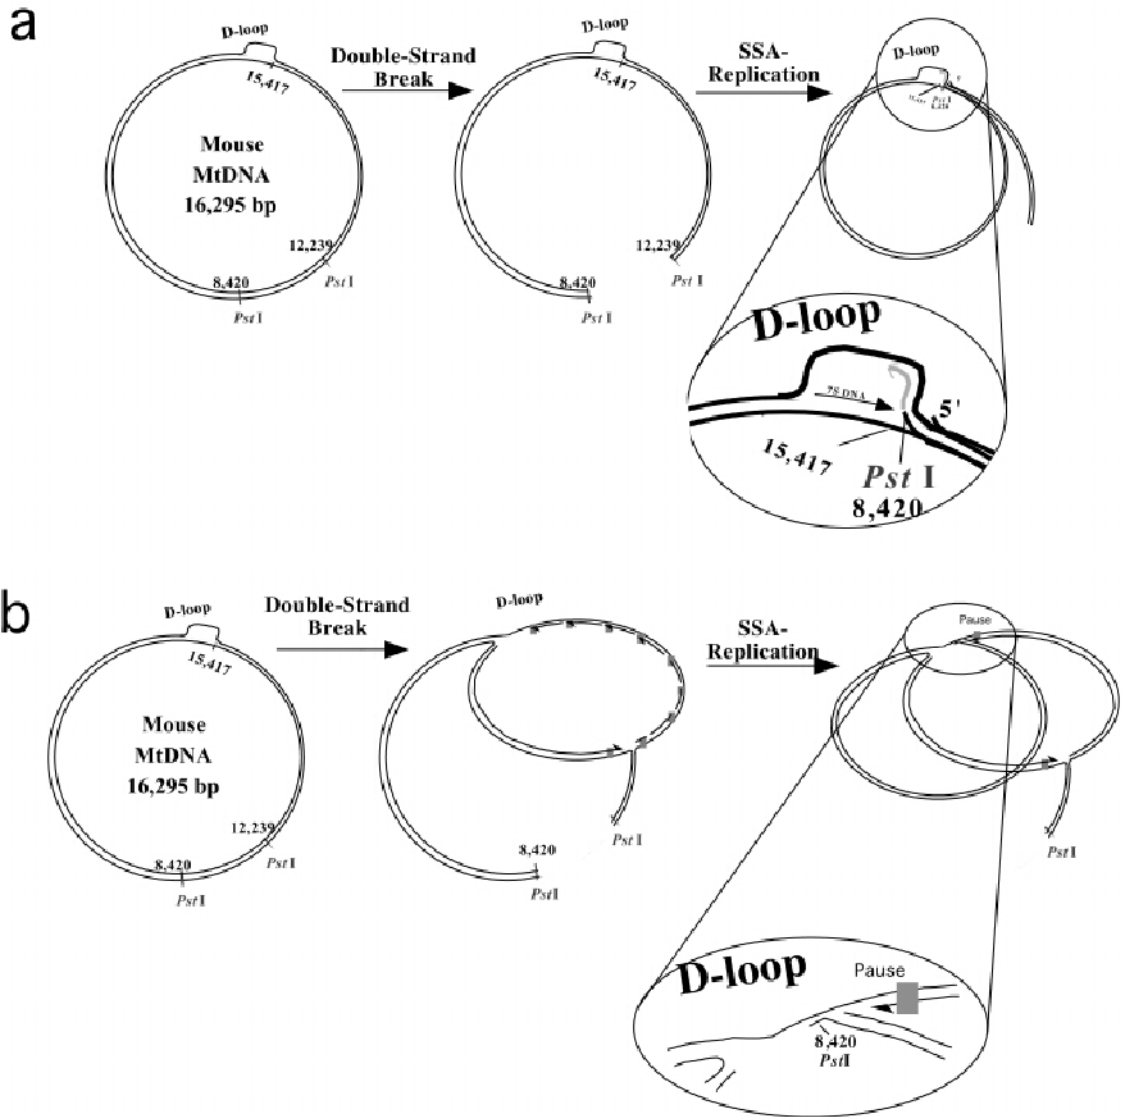 a
D-loop
15,417
Mouse
MtDNA
16,295 bp
12,239
8,420
Pst I
Pst I
Double-Strand
Break
D-loop
15,417
12,239
8,420
Pst I
Pst I
SSA-
Replication
D-loop
5'
Pst I
D-loop
7S DNA
5'
15,417
Pst I
8,420
b
D-loop
15,417
Mouse
MtDNA
16,295 bp
12,239
8,420
Pst I
Pst I
Double-Strand
Break
D-loop
8,420
Pst I
Pst I
SSA-
Replication
Pause
Pst I
D-loop
Pause
8,420
Pst I